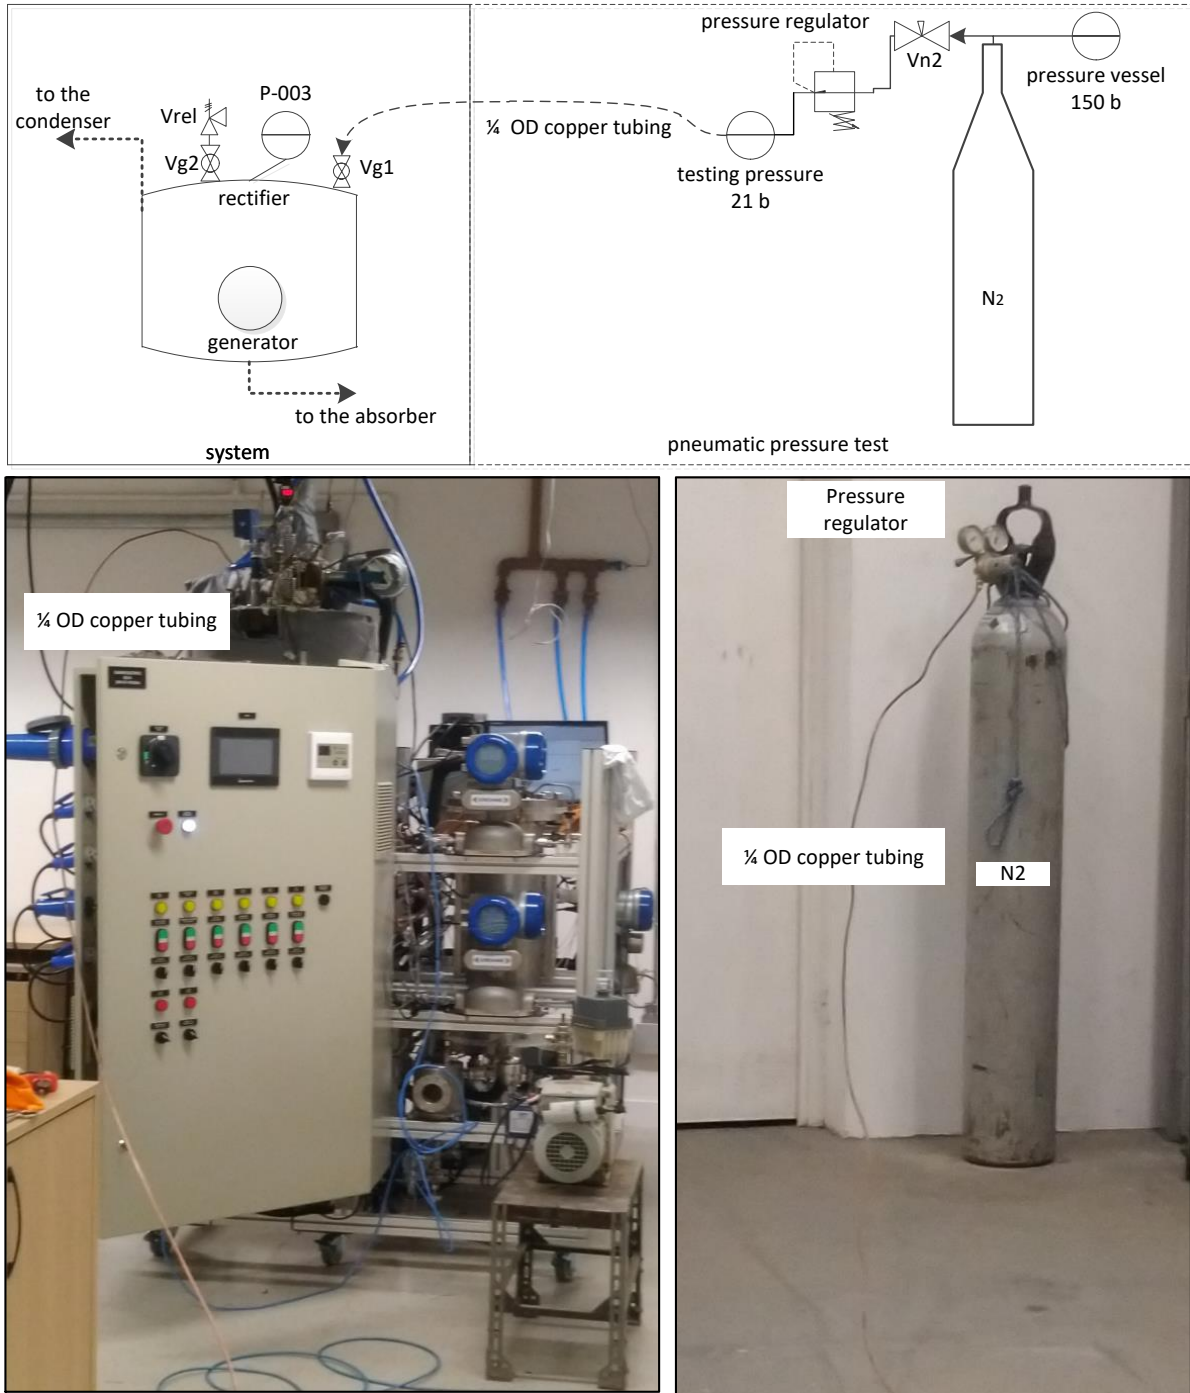 pressure regulator
Vn2
pressure vessel
150 b
to the
condenser
Vrel
P-003
Vg2
Vg1
¼ OD copper tubing
rectifier
testing pressure
21 b
N2
generator
to the absorber
system
pneumatic pressure test
Pressure
regulator
¼ OD copper tubing
¼ OD copper tubing
N2